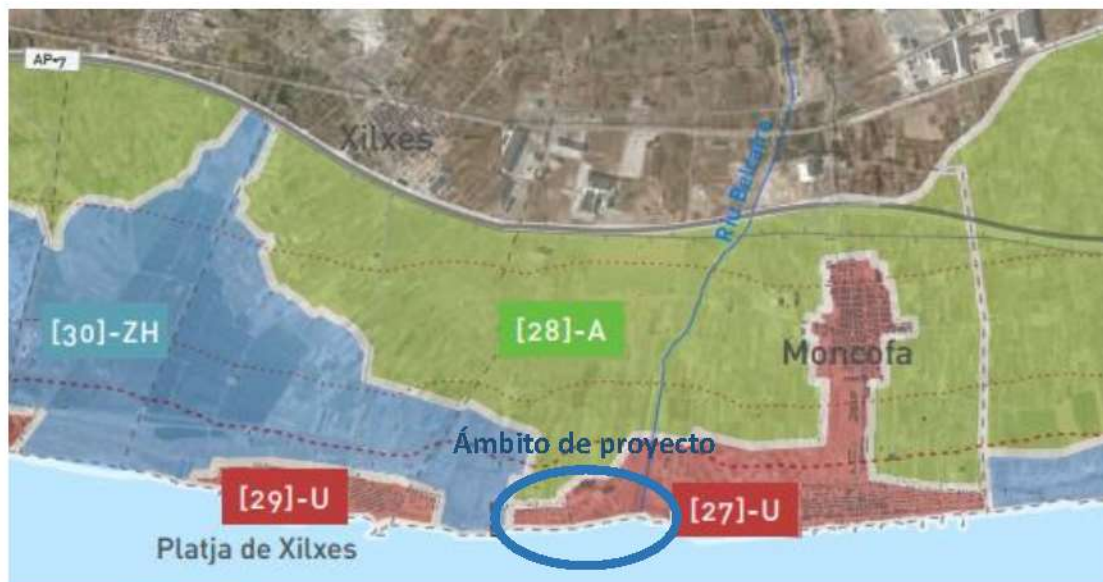 AP-7
Xilxes
Riu Belcaire
[30]-ZH
[28]-A
Moncofa
Ámbito de proyecto
[29]-U
[27]-U
Platja de Xilxes